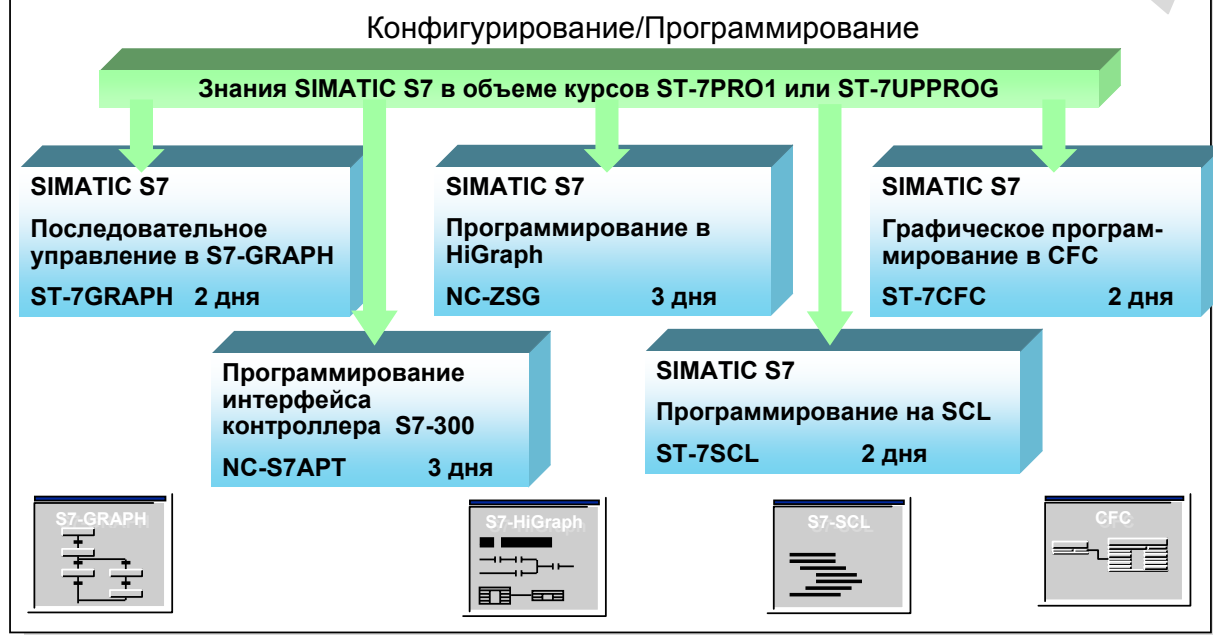 Конфигурирование/Программирование
Знания SIMATIC S7 в объеме курсов ST-7PRO1 или ST-7UPPROG
SIMATIC S7
Последовательное
управление в S7-GRAPH
ST-7GRAPH 2 дня
SIMATIC S7
Программирование в
HiGraph
NC-ZSG 3 дня
SIMATIC S7
Графическое програм-
мирование в CFC
ST-7CFC 2 дня
Программирование
интерфейса
контроллера S7-300
NC-S7APT 3 дня
SIMATIC S7
Программирование на SCL
ST-7SCL 2 дня
S7-GRAPH
S7-HiGraph
S7-SCL
CFC